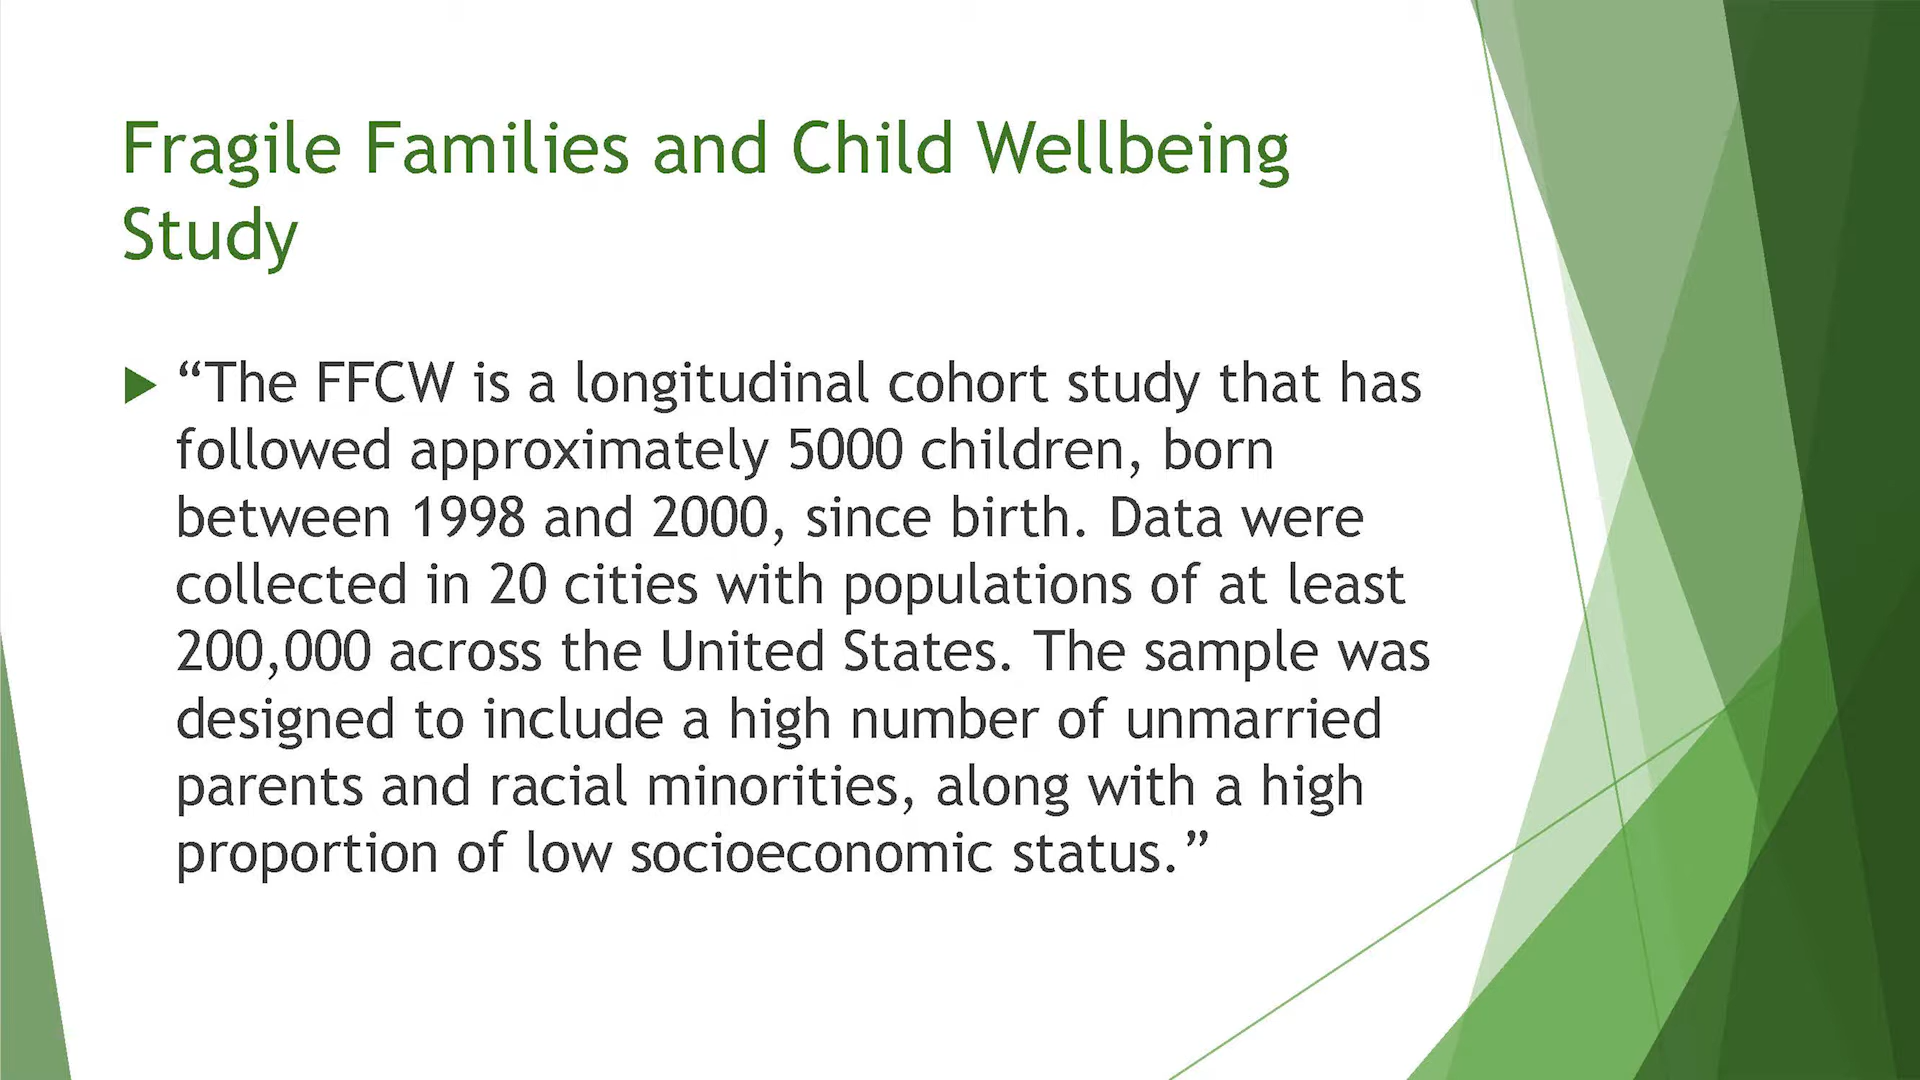 Fragile Families and Child Wellbeing
Study
“The FFCW is a longitudinal cohort study that has
followed approximately 5000 children, born
between 1998 and 2000, since birth. Data were
collected in 20 cities with populations of at least
200,000 across the United States. The sample was
designed to include a high number of unmarried
parents and racial minorities, along with a high
proportion of low socioeconomic status.”